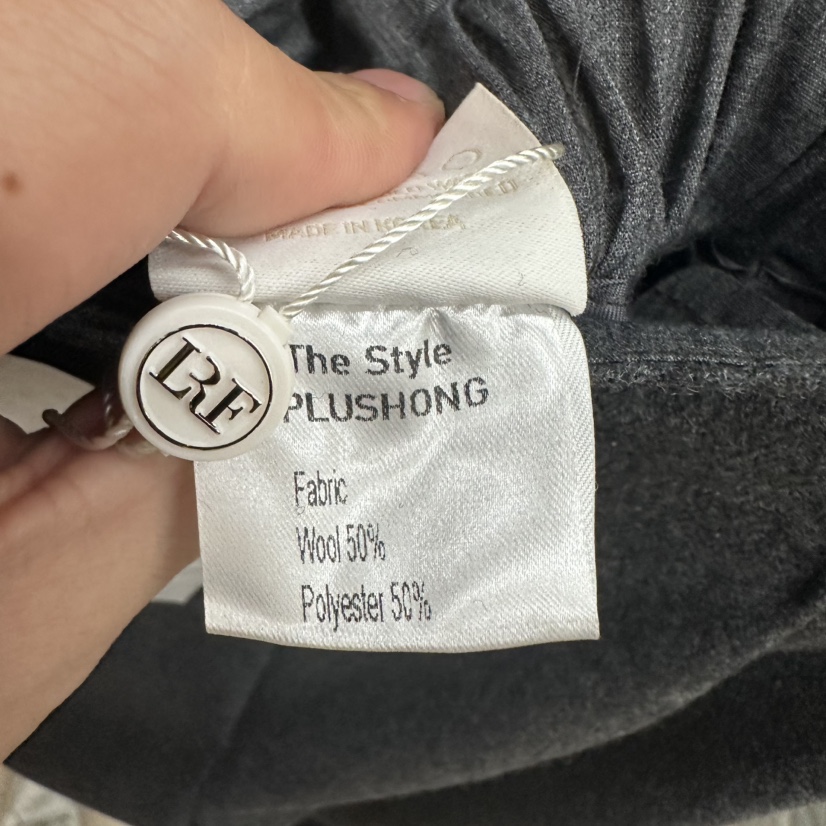 MADE IN KOREA
LRF
The Style
PLUSHONG
Fabric
Wool 50%
Polyester 50%